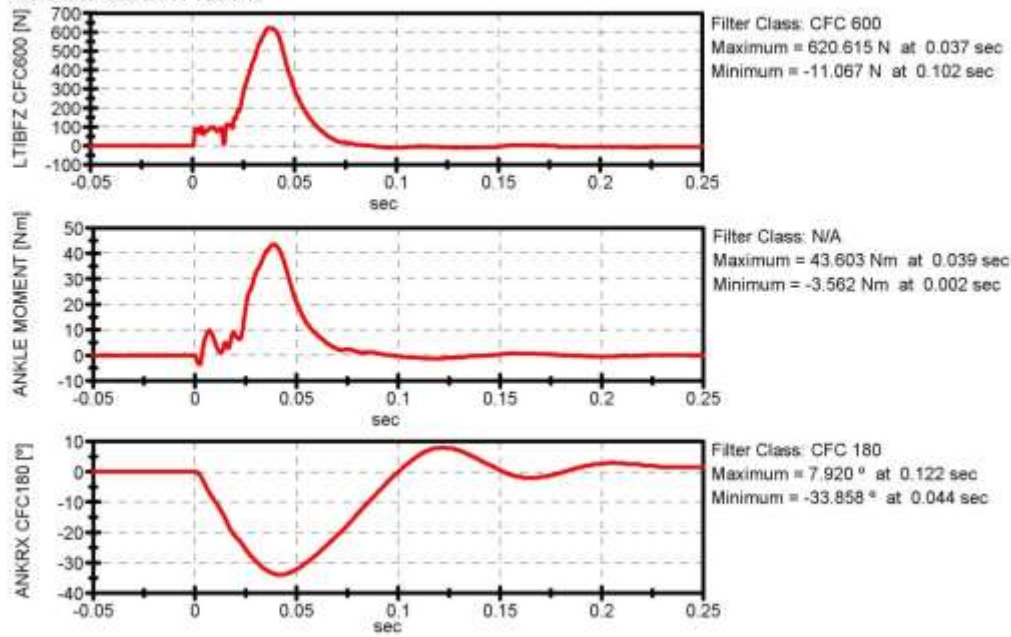 LTIBFZ CFC600 [N]
700
600
500
400
300
200
100
0
-100
-0.05 0 0.05 0.1 0.15 0.2 0.25
sec
Filter Class: CFC 600
Maximum = 620.615 N at 0.037 sec
Minimum = -11.067 N at 0.102 sec
ANKLE MOMENT [Nm]
50
40
30
20
10
0
-10
-0.05 0 0.05 0.1 0.15 0.2 0.25
sec
Filter Class: N/A
Maximum = 43.603 Nm at 0.039 sec
Minimum = -3.562 Nm at 0.002 sec
ANKRX CFC180 [º]
10
0
-10
-20
-30
-40
-0.05 0 0.05 0.1 0.15 0.2 0.25
sec
Filter Class: CFC 180
Maximum = 7.920 º at 0.122 sec
Minimum = -33.858 º at 0.044 sec